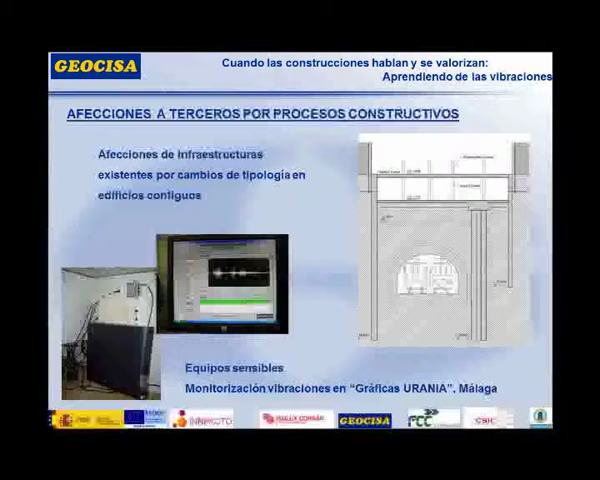 GEOCISA
Cuando las construcciones hablan y se valorizan:
Aprendiendo de las vibraciones
AFECCIONES A TERCEROS POR PROCESOS CONSTRUCTIVOS
Afecciones de infraestructuras
existentes por cambios de tipología en
edificios contiguos
Equipos sensibles
Monitorización vibraciones en “Gráficas URANIA”, Málaga
GEOCISA
FCC
CSIC